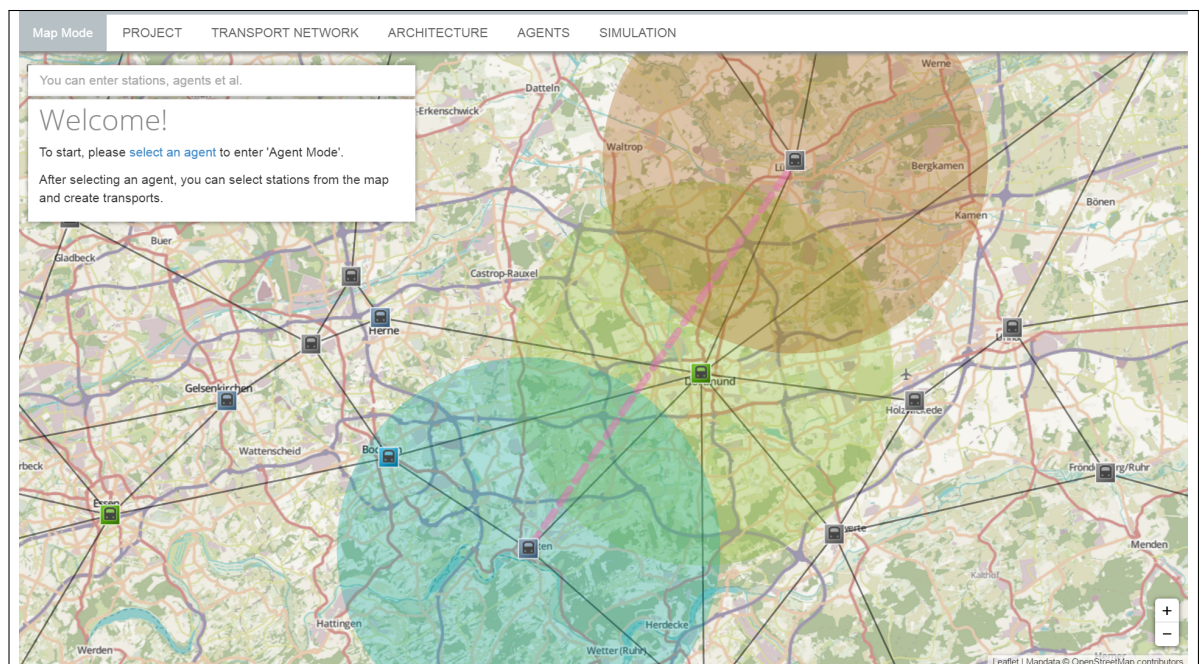 Map Mode PROJECT TRANSPORT NETWORK ARCHITECTURE AGENTS SIMULATION
You can enter stations, agents et al.
Welcome!
To start, please select an agent to enter 'Agent Mode'.
After selecting an agent, you can select stations from the map
and create transports.
Werne
Datteln
-Erkenschwick
Waltrop
Bergkamen
Bönen
Kamen
Buer
Gladbeck
Castrop-Rauxel
Herne
Gelsenkirchen
Holzwickede
Wattenscheid
rbeck
Menden
Hattingen
Herdecke
Werden
Wetter (Ruhr)
+
−
Leaflet | Mapdata © OpenStreetMap contributors